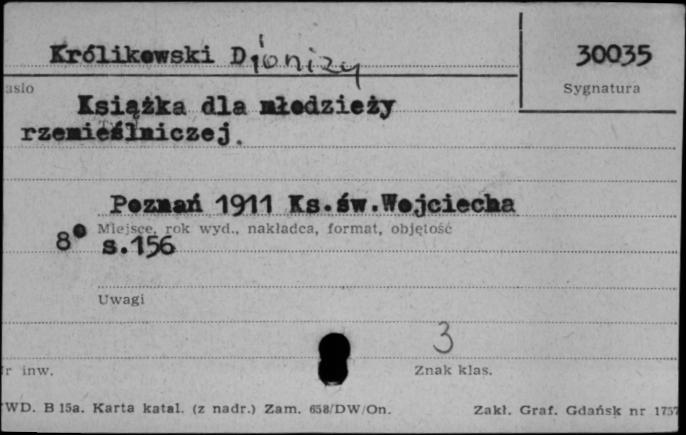 Królikowski Dionizy
30035
Sygnatura
asło
Książka dla młodzieży
rzemieślniczej.
Poznań 1911 Ks.św.Wojciecha
Miejsce, rok wyd., nakładca, format, objętość
8° s.156
Uwagi
3
r inw.
Znak klas.
WD. B 15a. Karta katal. (z nadr.) Zam. 658/DW/On.
Zakł. Graf. Gdańsk nr 1757